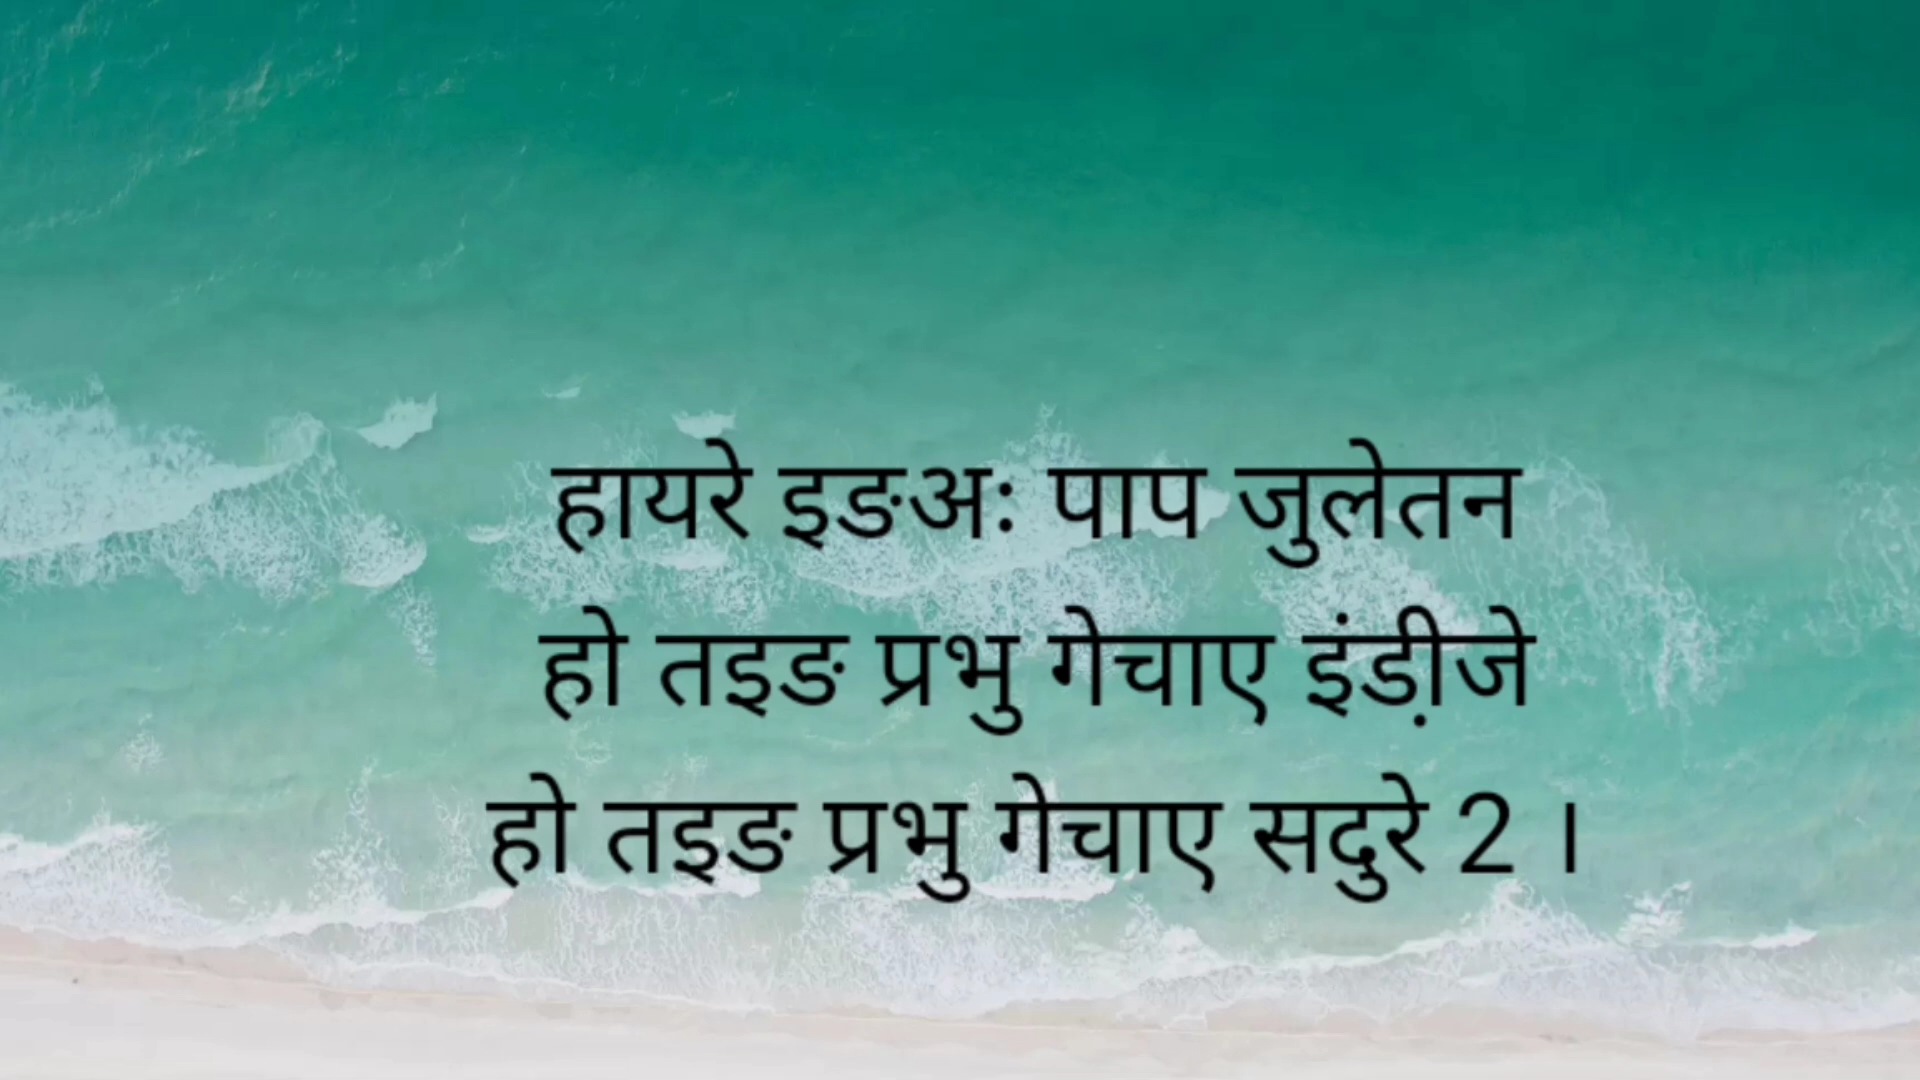 हायरे इङअः पाप जुलेतन
हो तइङ प्रभु गेचाए इंड़ीजे
हो तइङ प्रभु गेचाए सदुरे 2 ।